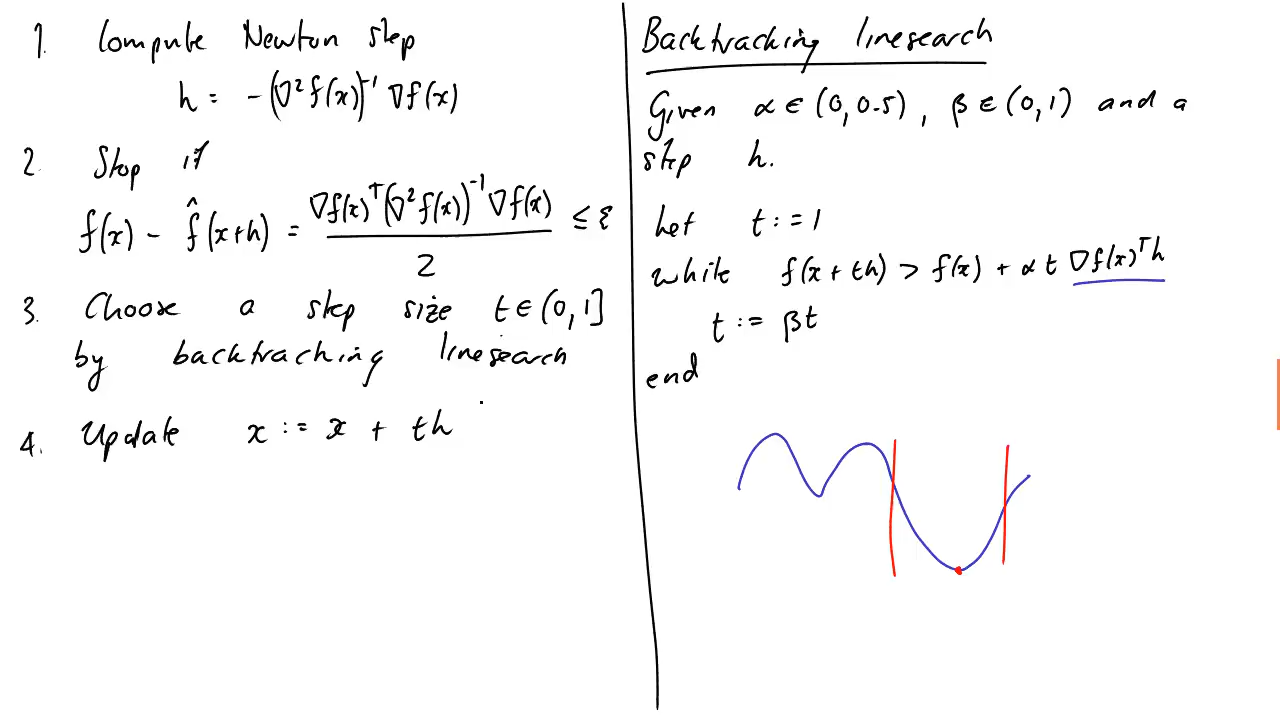 1. Compute Newton step
h = -(∇²f(x))⁻¹ ∇f(x)
2. Stop if
f(x) - f̂(x+h) = ∇f(x)ᵀ(∇²f(x))⁻¹∇f(x) / 2 ≤ ε
3. Choose a step size t ∈ (0, 1]
by backtracking linesearch
4. Update x := x + th
Backtracking linesearch
Given α ∈ (0, 0.5), β ∈ (0, 1) and a
step h.
Let t := 1
while f(x + th) > f(x) + α t ∇f(x)ᵀh
t := βt
end